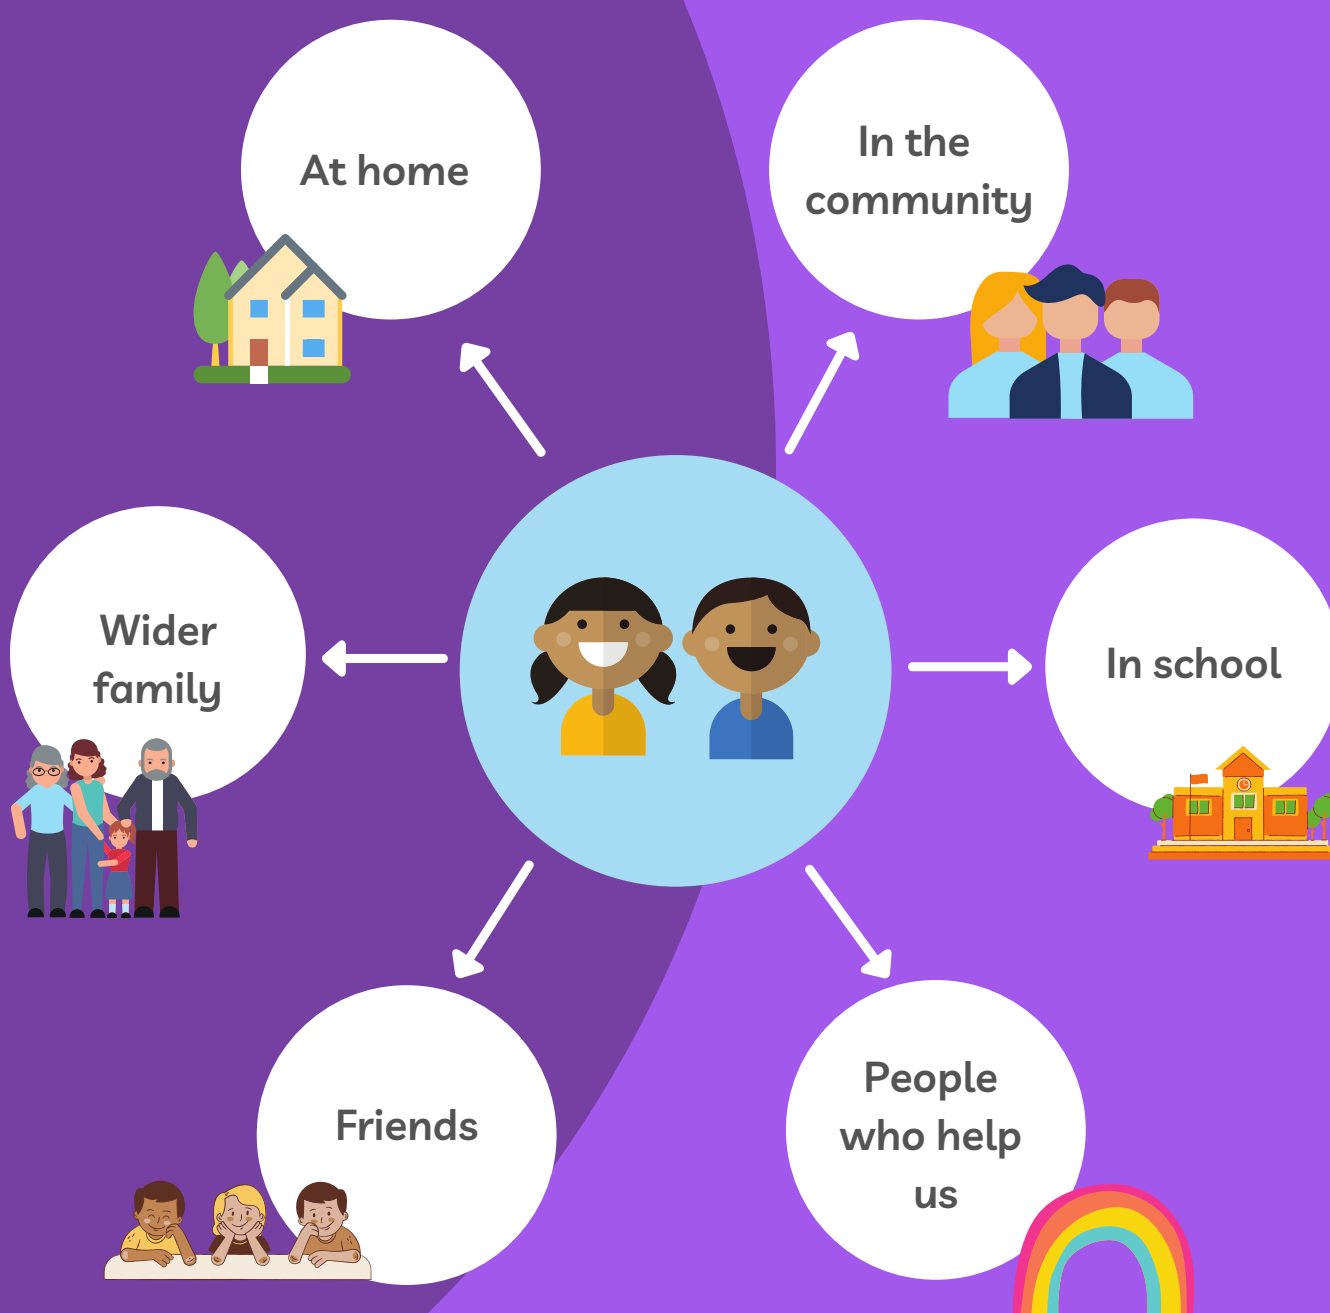 At home
In the
community
Wider
family
In school
Friends
People
who help
us